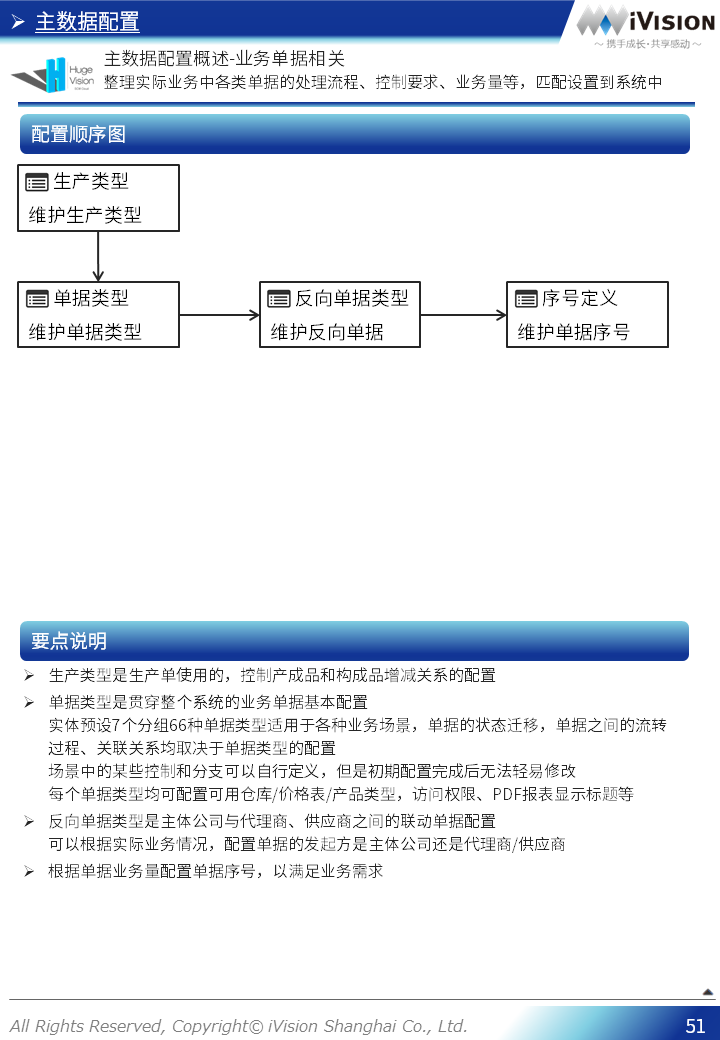 主数据配置
iVISION
～ 携手成长·共享感动 ～
Huge
Vision
主数据配置概述-业务单据相关
整理实际业务中各类单据的处理流程、控制要求、业务量等，匹配设置到系统中
配置顺序图
生产类型
维护生产类型
单据类型
维护单据类型
反向单据类型
维护反向单据
序号定义
维护单据序号
要点说明
➢ 生产类型是生产单使用的，控制产成品和构成品增减关系的配置
➢ 单据类型是贯穿整个系统的业务单据基本配置
实体预设7个分组66种单据类型适用于各种业务场景，单据的状态迁移，单据之间的流转
过程、关联关系均取决于单据类型的配置
场景中的某些控制和分支可以自行定义，但是初期配置完成后无法轻易修改
每个单据类型均可配置可用仓库/价格表/产品类型，访问权限、PDF报表显示标题等
➢ 反向单据类型是主体公司与代理商、供应商之间的联动单据配置
可以根据实际业务情况，配置单据的发起方是主体公司还是代理商/供应商
➢ 根据单据业务量配置单据序号，以满足业务需求
All Rights Reserved, Copyright© iVision Shanghai Co., Ltd.
51